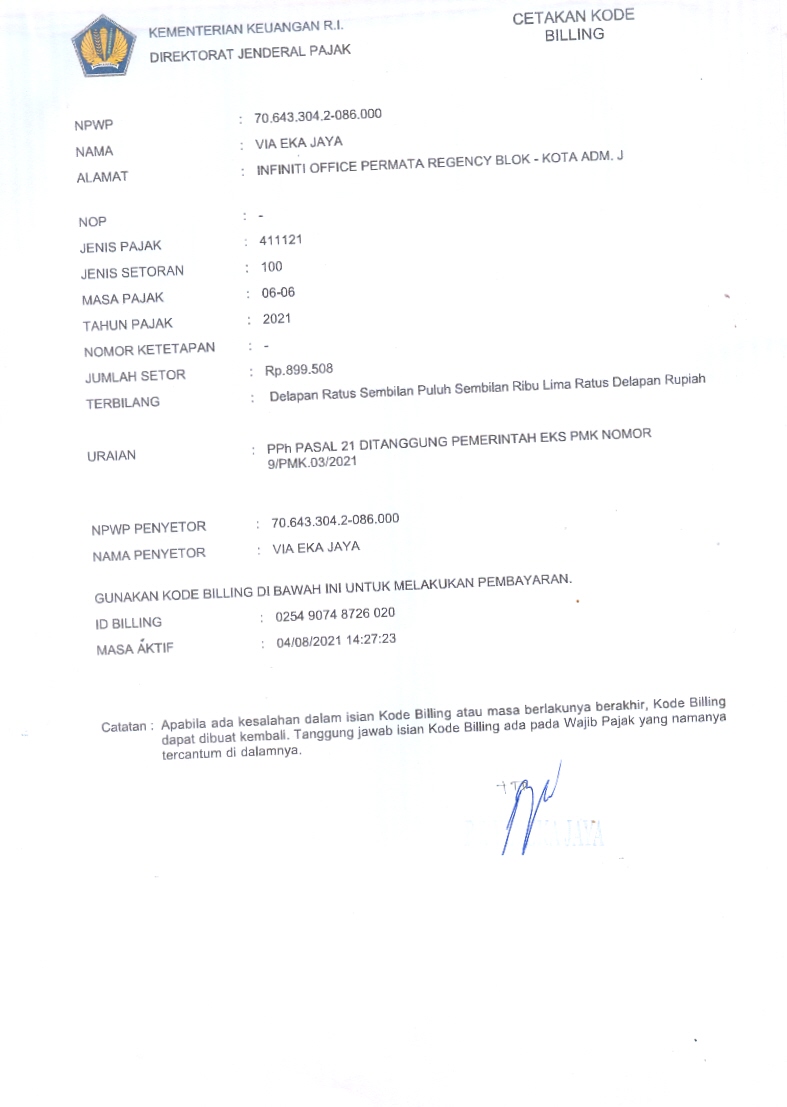 KEMENTERIAN KEUANGAN R.I.
DIREKTORAT JENDERAL PAJAK
CETAKAN KODE
BILLING
NPWP : 70.643.304.2-086.000
NAMA : VIA EKA JAYA
ALAMAT : INFINITI OFFICE PERMATA REGENCY BLOK - KOTA ADM. J
NOP : -
JENIS PAJAK : 411121
JENIS SETORAN : 100
MASA PAJAK : 06-06
TAHUN PAJAK : 2021
NOMOR KETETAPAN : -
JUMLAH SETOR : Rp.899.508
TERBILANG : Delapan Ratus Sembilan Puluh Sembilan Ribu Lima Ratus Delapan Rupiah
URAIAN : PPh PASAL 21 DITANGGUNG PEMERINTAH EKS PMK NOMOR
9/PMK.03/2021
NPWP PENYETOR : 70.643.304.2-086.000
NAMA PENYETOR : VIA EKA JAYA
GUNAKAN KODE BILLING DI BAWAH INI UNTUK MELAKUKAN PEMBAYARAN.
ID BILLING : 0254 9074 8726 020
MASA AKTIF : 04/08/2021 14:27:23
Catatan : Apabila ada kesalahan dalam isian Kode Billing atau masa berlakunya berakhir, Kode Billing
dapat dibuat kembali. Tanggung jawab isian Kode Billing ada pada Wajib Pajak yang namanya
tercantum di dalamnya.